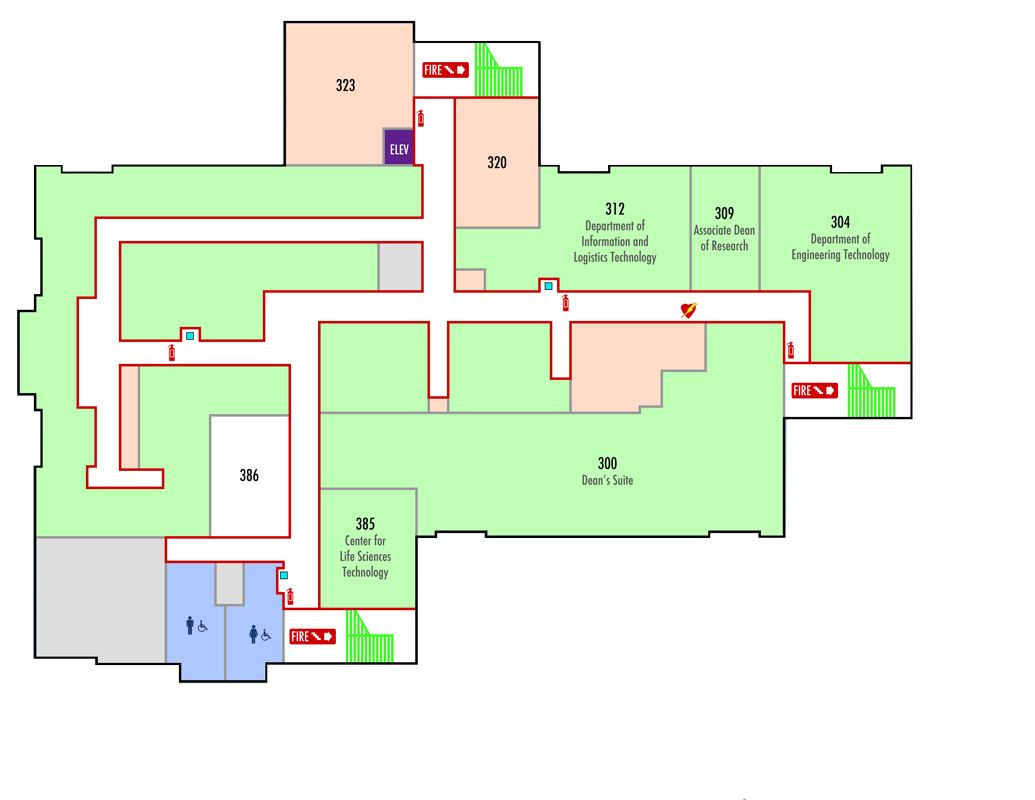 323
FIRE
ELEV
320
312
Department of
Information and
Logistics Technology
309
Associate Dean
of Research
304
Department of
Engineering Technology
FIRE
386
300
Dean's Suite
385
Center for
Life Sciences
Technology
FIRE